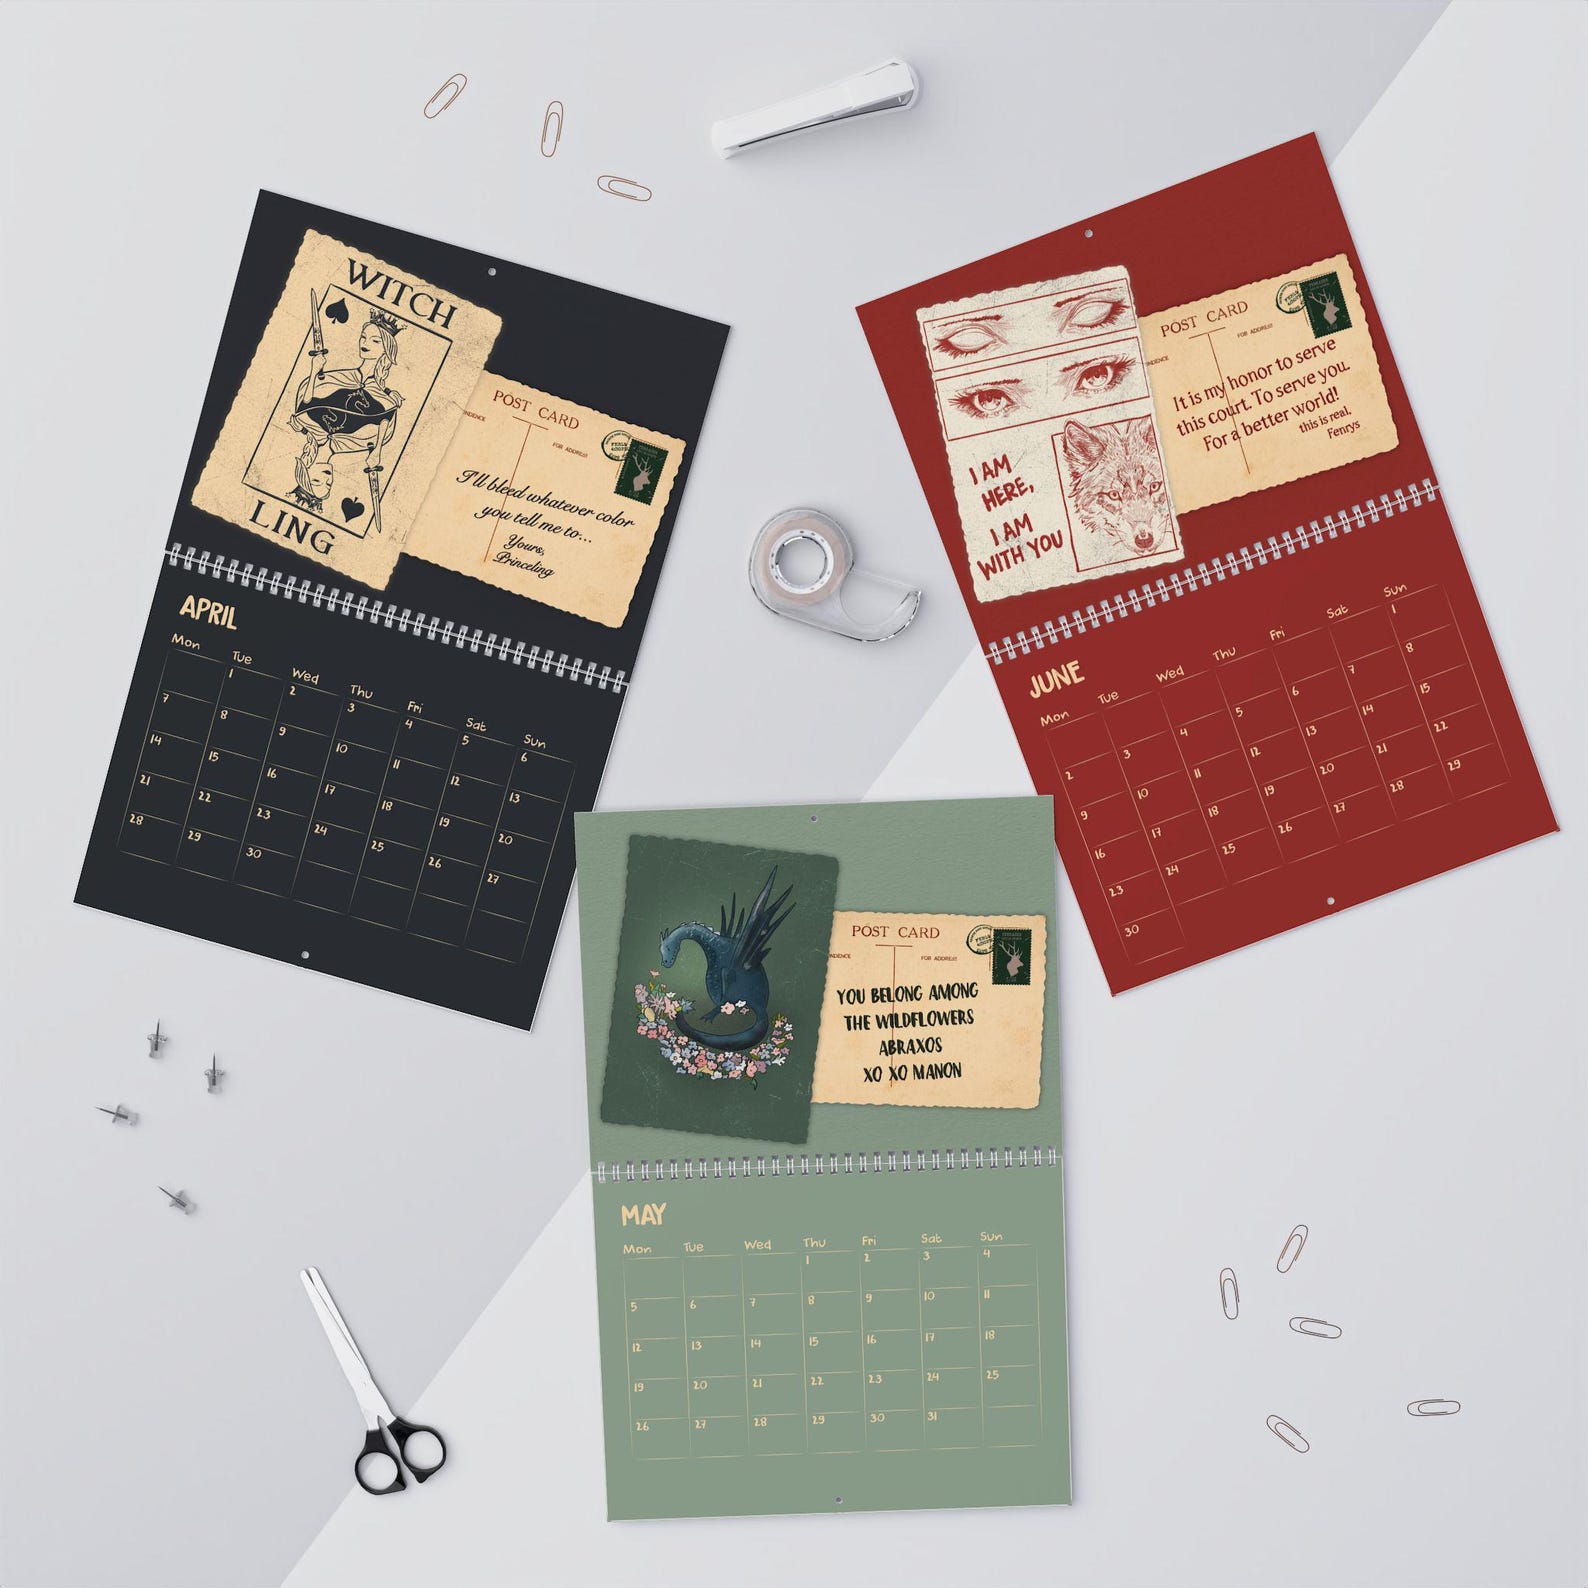 WITCH
LING
POST CARD
FOR ADDRESS
I'll bleed whatever color
you tell me to...
Yours,
Princeling
APRIL
Mon Tue Wed Thu Fri Sat Sun
1 2 3 4 5 6
7 8 9 10 11 12 13
14 15 16 17 18 19 20
21 22 23 24 25 26 27
28 29 30
I AM
HERE,
I AM
WITH YOU
POST CARD
FOR ADDRESS
It is my honor to serve
this court. To serve you.
For a better world!
this is real,
Fenrys
JUNE
Mon Tue Wed Thu Fri Sat Sun
1
2 3 4 5 6 7 8
9 10 11 12 13 14 15
16 17 18 19 20 21 22
23 24 25 26 27 28 29
30
POST CARD
FOR ADDRESS
YOU BELONG AMONG
THE WILDFLOWERS
ABRAXOS
XO XO MANON
MAY
Mon Tue Wed Thu Fri Sat Sun
1 2 3 4
5 6 7 8 9 10 11
12 13 14 15 16 17 18
19 20 21 22 23 24 25
26 27 28 29 30 31